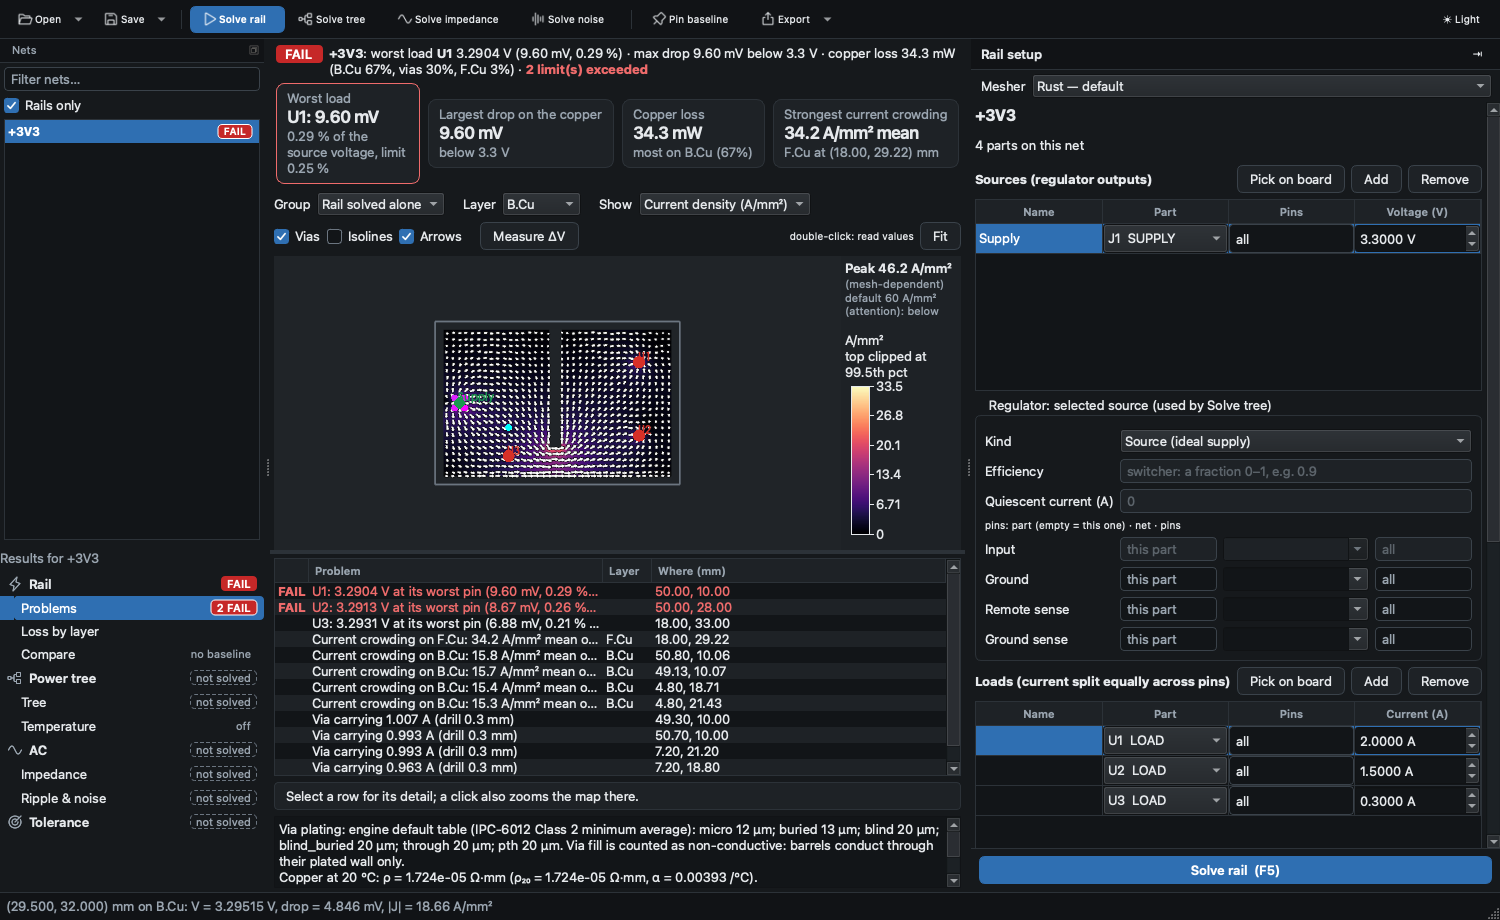 Open
Save
Solve rail
Solve tree
Solve impedance
Solve noise
Pin baseline
Export
Light
Nets
Filter nets...
Rails only
+3V3 FAIL
Results for +3V3
Rail FAIL
Problems 2 FAIL
Loss by layer
Compare no baseline
Power tree not solved
Tree not solved
Temperature off
AC not solved
Impedance not solved
Ripple & noise not solved
Tolerance not solved
FAIL +3V3: worst load U1 3.2904 V (9.60 mV, 0.29 %) · max drop 9.60 mV below 3.3 V · copper loss 34.3 mW
(B.Cu 67%, vias 30%, F.Cu 3%) · 2 limit(s) exceeded
Worst load
U1: 9.60 mV
0.29 % of the
source voltage, limit
0.25 %
Largest drop on the copper
9.60 mV
below 3.3 V
Copper loss
34.3 mW
most on B.Cu (67%)
Strongest current crowding
34.2 A/mm² mean
F.Cu at (18.00, 29.22) mm
Group Rail solved alone Layer B.Cu Show Current density (A/mm²)
Vias Isolines Arrows Measure ΔV double-click: read values Fit
Peak 46.2 A/mm²
(mesh-dependent)
default 60 A/mm²
(attention): below
A/mm²
top clipped at
99.5th pct
33.5
26.8
20.1
13.4
6.71
0
Problem Layer Where (mm)
FAIL U1: 3.2904 V at its worst pin (9.60 mV, 0.29 %... 50.00, 10.00
FAIL U2: 3.2913 V at its worst pin (8.67 mV, 0.26 %... 50.00, 28.00
U3: 3.2931 V at its worst pin (6.88 mV, 0.21 % ... 18.00, 33.00
Current crowding on F.Cu: 34.2 A/mm² mean o... F.Cu 18.00, 29.22
Current crowding on B.Cu: 15.8 A/mm² mean o... B.Cu 50.80, 10.06
Current crowding on B.Cu: 15.7 A/mm² mean o... B.Cu 49.13, 10.07
Current crowding on B.Cu: 15.4 A/mm² mean o... B.Cu 4.80, 18.71
Current crowding on B.Cu: 15.3 A/mm² mean o... B.Cu 4.80, 21.43
Via carrying 1.007 A (drill 0.3 mm) 49.30, 10.00
Via carrying 0.993 A (drill 0.3 mm) 50.70, 10.00
Via carrying 0.993 A (drill 0.3 mm) 7.20, 21.20
Via carrying 0.963 A (drill 0.3 mm) 7.20, 18.80
Select a row for its detail; a click also zooms the map there.
Via plating: engine default table (IPC-6012 Class 2 minimum average): micro 12 µm; buried 13 µm; blind 20 µm;
blind_buried 20 µm; through 20 µm; pth 20 µm. Via fill is counted as non-conductive: barrels conduct through
their plated wall only.
Copper at 20 °C: ρ = 1.724e-05 Ω·mm (ρ₂₀ = 1.724e-05 Ω·mm, α = 0.00393 /°C).
Rail setup
Mesher Rust — default
+3V3
4 parts on this net
Sources (regulator outputs) Pick on board Add Remove
Name Part Pins Voltage (V)
Supply J1 SUPPLY all 3.3000 V
Regulator: selected source (used by Solve tree)
Kind Source (ideal supply)
Efficiency switcher: a fraction 0–1, e.g. 0.9
Quiescent current (A) 0
pins: part (empty = this one) · net · pins
Input this part all
Ground this part all
Remote sense this part all
Ground sense this part all
Loads (current split equally across pins) Pick on board Add Remove
Name Part Pins Current (A)
U1 LOAD all 2.0000 A
U2 LOAD all 1.5000 A
U3 LOAD all 0.3000 A
Solve rail (F5)
(29.500, 32.000) mm on B.Cu: V = 3.29515 V, drop = 4.846 mV, |J| = 18.66 A/mm²